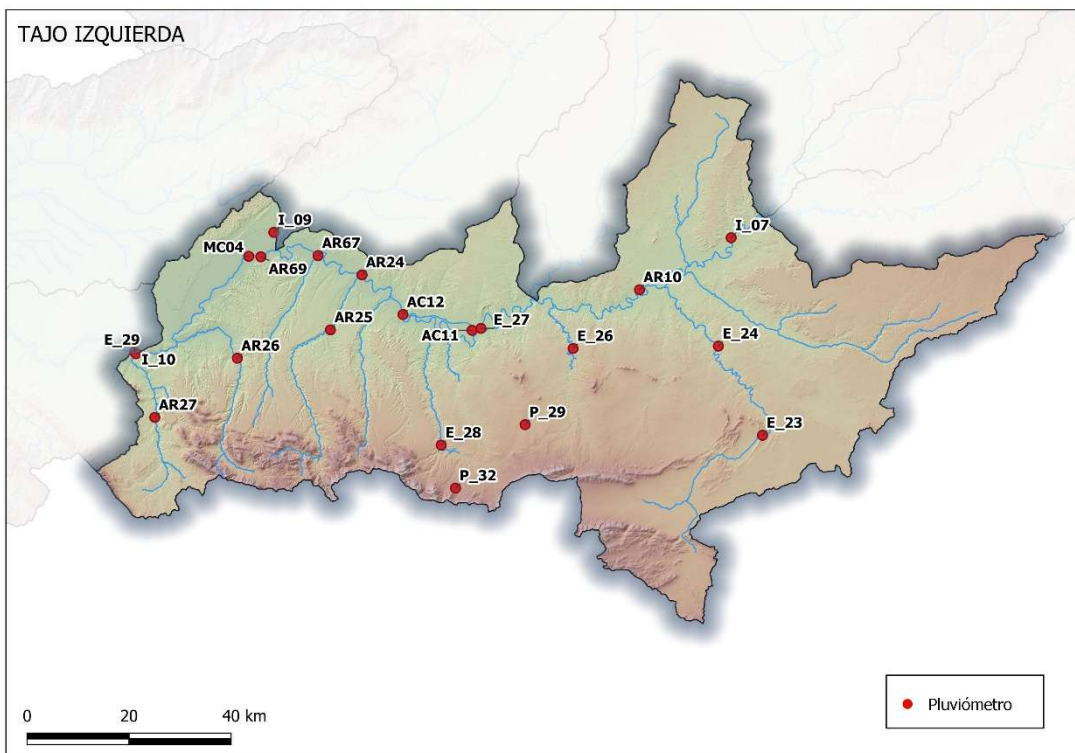 TAJO IZQUIERDA
I_09
I_07
MC04
AR69
AR67
AR24
AR10
AC12
AC11
E_27
AR25
E_26
E_24
E_29
I_10
AR26
AR27
P_29
E_23
E_28
P_32
0 20 40 km
Pluviómetro